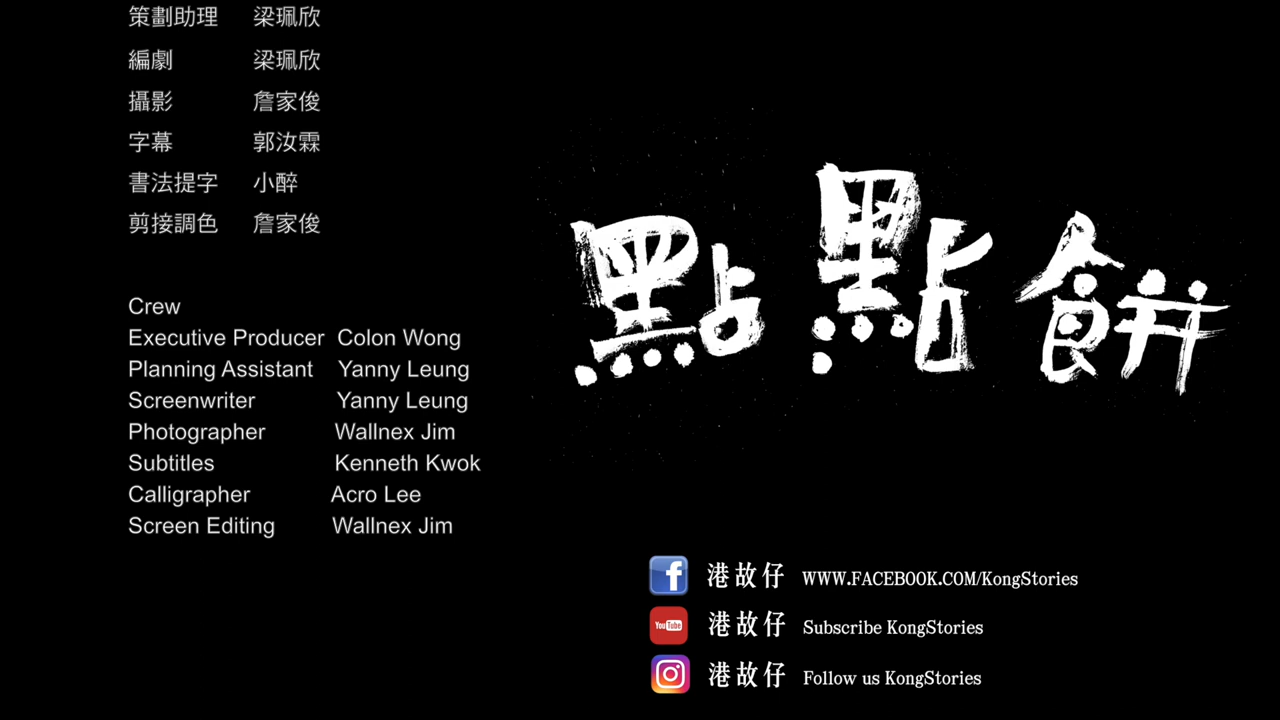 策劃助理 梁珮欣
編劇 梁珮欣
攝影 詹家俊
字幕 郭汝霖
書法提字 小醉
剪接調色 詹家俊
Crew
Executive Producer Colon Wong
Planning Assistant Yanny Leung
Screenwriter Yanny Leung
Photographer Wallnex Jim
Subtitles Kenneth Kwok
Calligrapher Acro Lee
Screen Editing Wallnex Jim
點點餅
港故仔 WWW.FACEBOOK.COM/KongStories
YouTube 港故仔 Subscribe KongStories
港故仔 Follow us KongStories